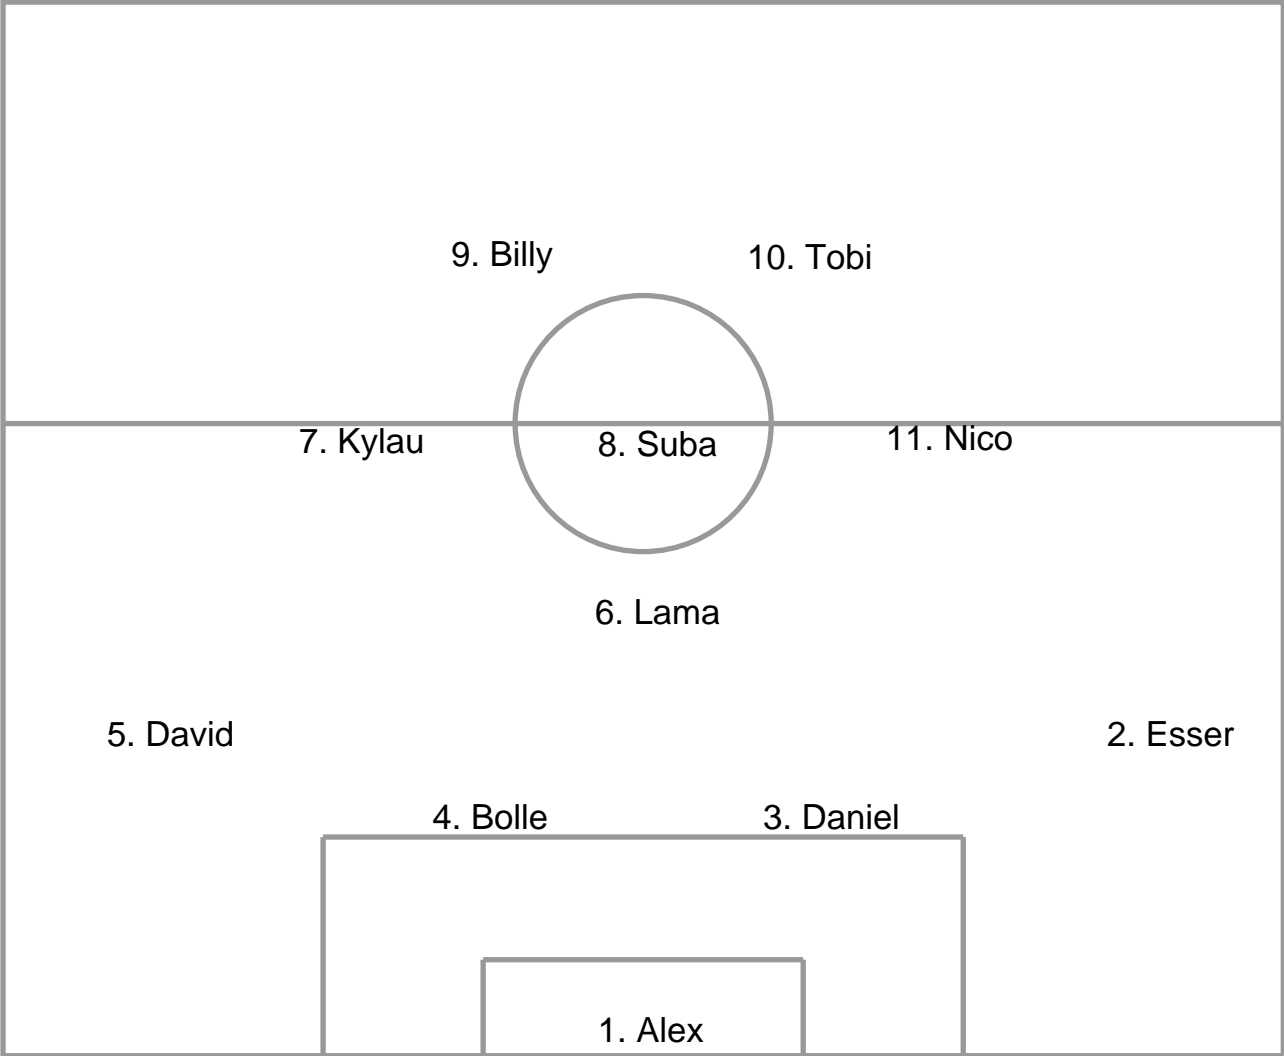 9. Billy
10. Tobi
7. Kylau
8. Suba
11. Nico
6. Lama
5. David
2. Esser
4. Bolle
3. Daniel
1. Alex